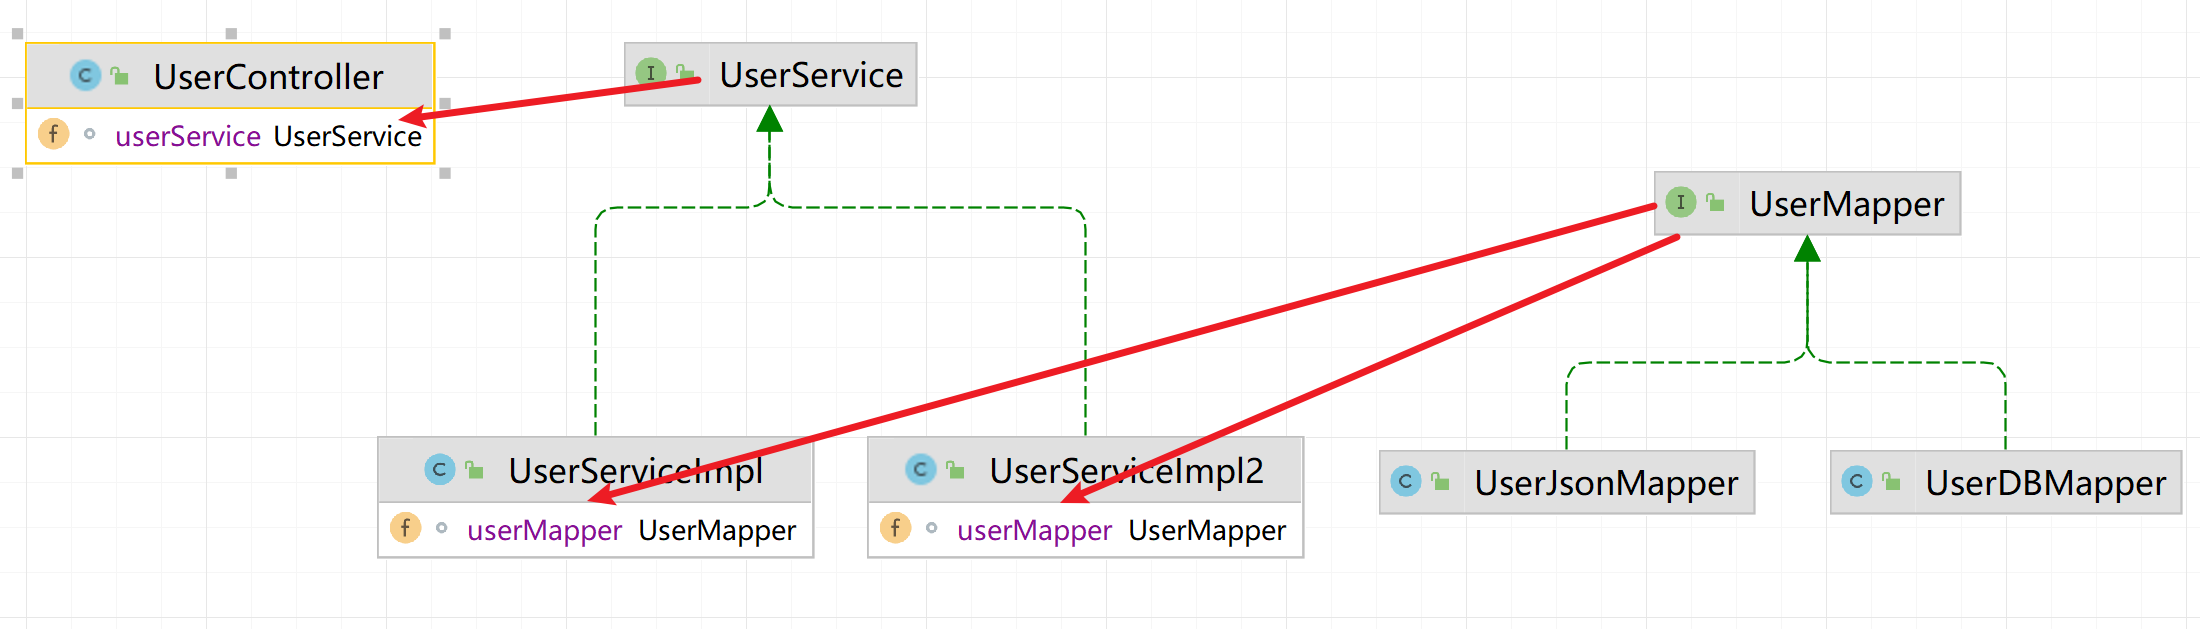 C UserController
f userService UserService
I UserService
I UserMapper
C UserServiceImpl
f userMapper UserMapper
C UserServiceImpl2
f userMapper UserMapper
C UserJsonMapper
C UserDBMapper